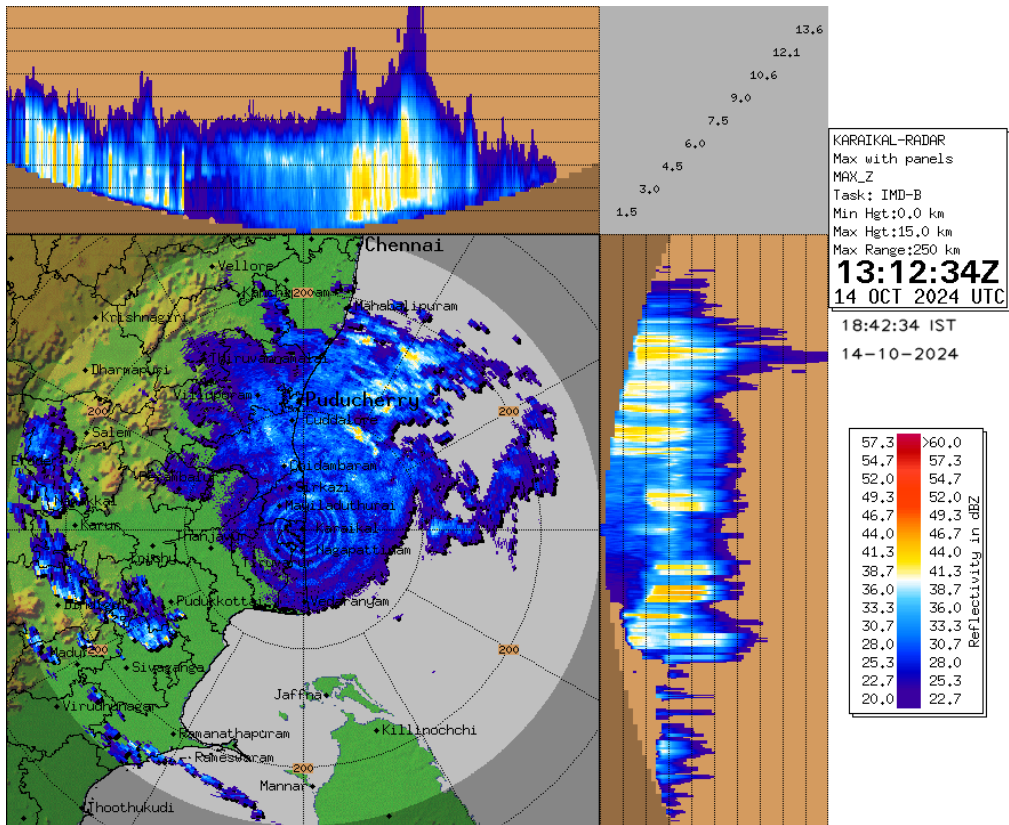 13.6
12.1
10.6
9.0
7.5
6.0
4.5
3.0
1.5
KARAIKAL-RADAR
Max with panels
MAX_Z
Task: IMD-B
Min Hgt:0.0 km
Max Hgt:15.0 km
Max Range:250 km
13:12:34Z
14 OCT 2024 UTC
18:42:34 IST
14-10-2024
Chennai
Vellore
200
Mahabalipuram
Krishnagiri
Thiruvannamalai
Dharmapuri
Villupuram
Puducherry
200
200
Cuddalore
Salem
Chidambaram
Perambalur
Sirkazi
Namakkal
Mayiladuthurai
Karur
Karaikal
Thanjavur
Nagapattinam
Trichy
Pudukkottai
Vedaranyam
Madurai
200
200
Sivaganga
Jaffna
Virudhunagar
Killinochchi
Ramanathapuram
Rameswaram
200
Mannar
Thoothukudi
57.3 >60.0
54.7 57.3
52.0 54.7
49.3 52.0
46.7 49.3
44.0 46.7
41.3 44.0
38.7 41.3
36.0 38.7
33.3 36.0
30.7 33.3
28.0 30.7
25.3 28.0
22.7 25.3
20.0 22.7
Reflectivity in dBZ